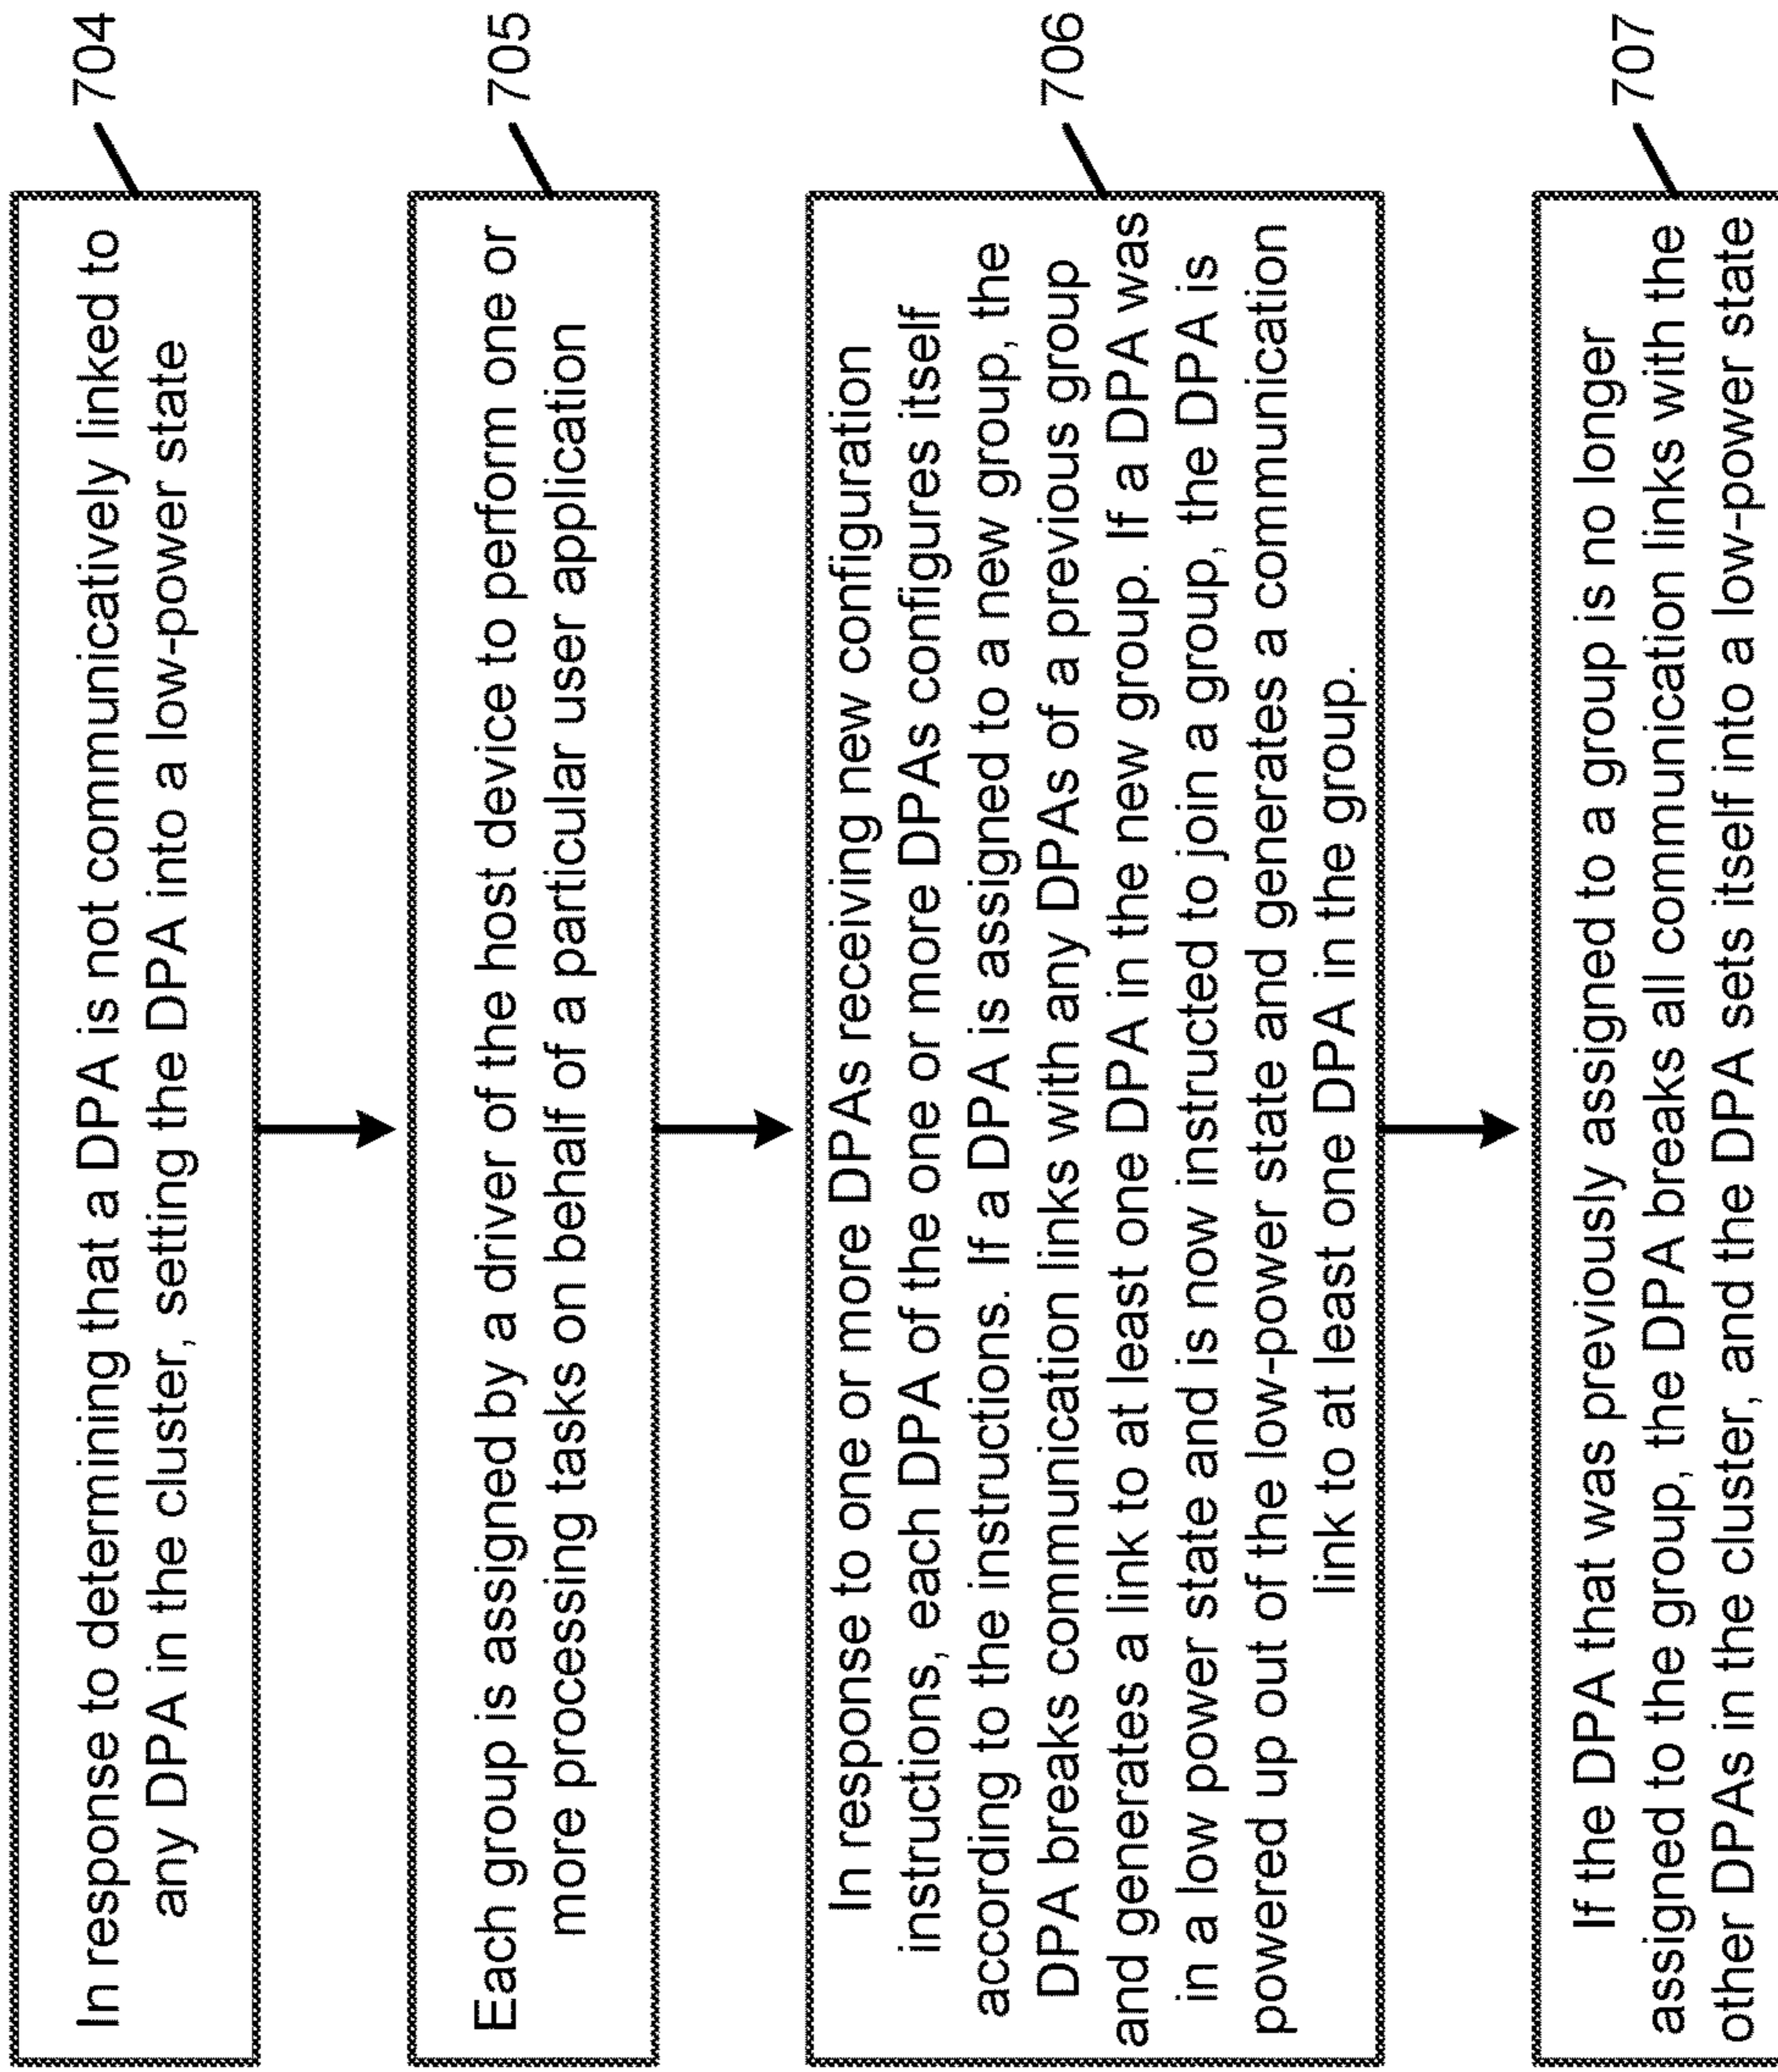 In response to determining that a DPA is not communicatively linked to
any DPA in the cluster, setting the DPA into a low-power state
704
Each group is assigned by a driver of the host device to perform one or
more processing tasks on behalf of a particular user application
705
In response to one or more DPAs receiving new configuration
instructions, each DPA of the one or more DPAs configures itself
according to the instructions. If a DPA is assigned to a new group, the
DPA breaks communication links with any DPAs of a previous group
and generates a link to at least one DPA in the new group. If a DPA was
in a low power state and is now instructed to join a group, the DPA is
powered up out of the low-power state and generates a communication
link to at least one DPA in the group.
706
If the DPA that was previously assigned to a group is no longer
assigned to the group, the DPA breaks all communication links with the
other DPAs in the cluster, and the DPA sets itself into a low-power state
707